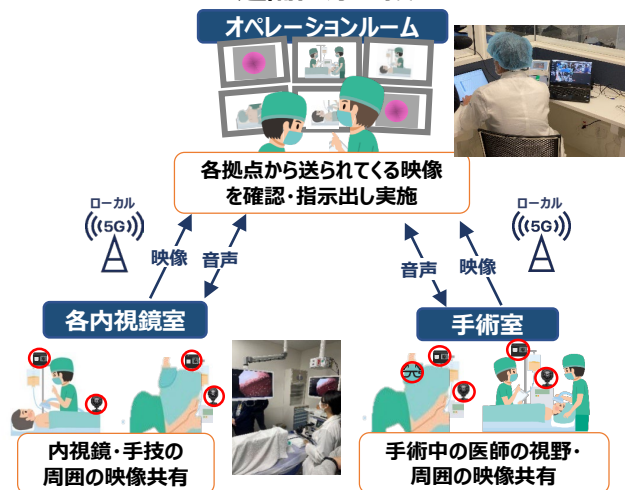 オペレーションルーム
各拠点から送られてくる映像
を確認・指示出し実施
ローカル
5G
映像
音声
ローカル
5G
音声
映像
各内視鏡室
手術室
内視鏡・手技の
周囲の映像共有
手術中の医師の視野・
周囲の映像共有